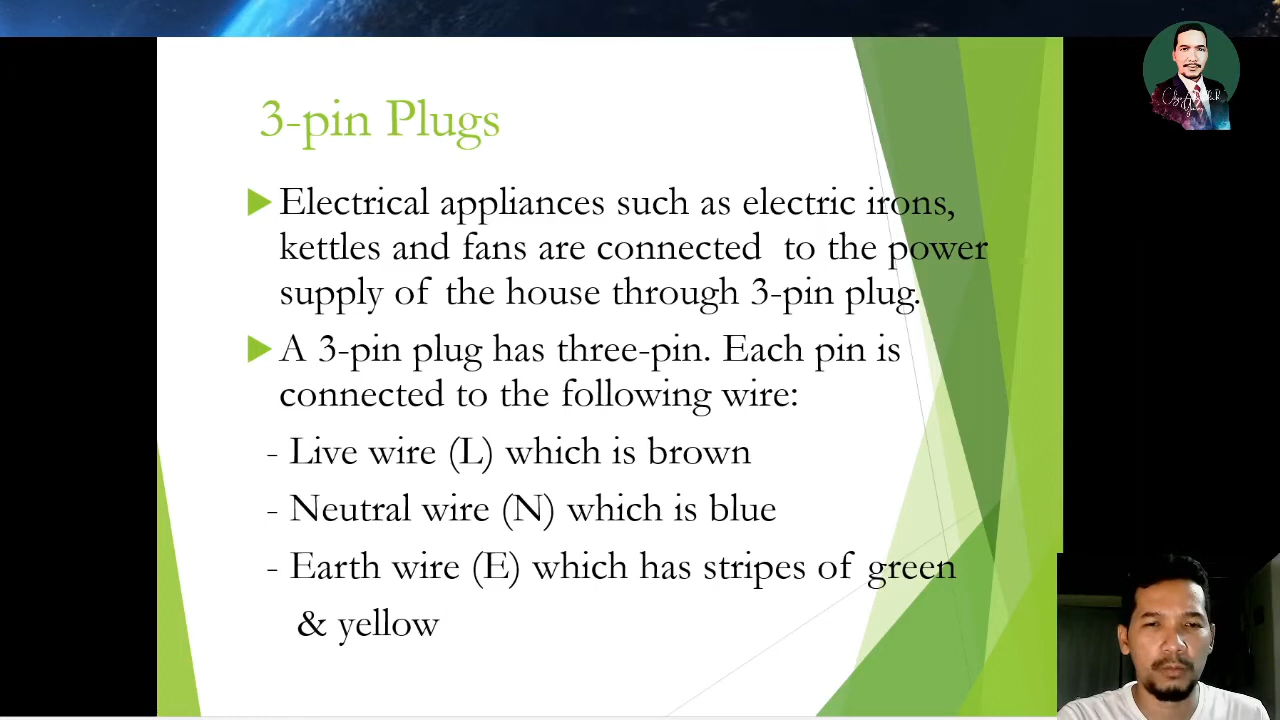 3-pin Plugs
Electrical appliances such as electric irons,
kettles and fans are connected to the power
supply of the house through 3-pin plug.
A 3-pin plug has three-pin. Each pin is
connected to the following wire:
- Live wire (L) which is brown
- Neutral wire (N) which is blue
- Earth wire (E) which has stripes of green
& yellow